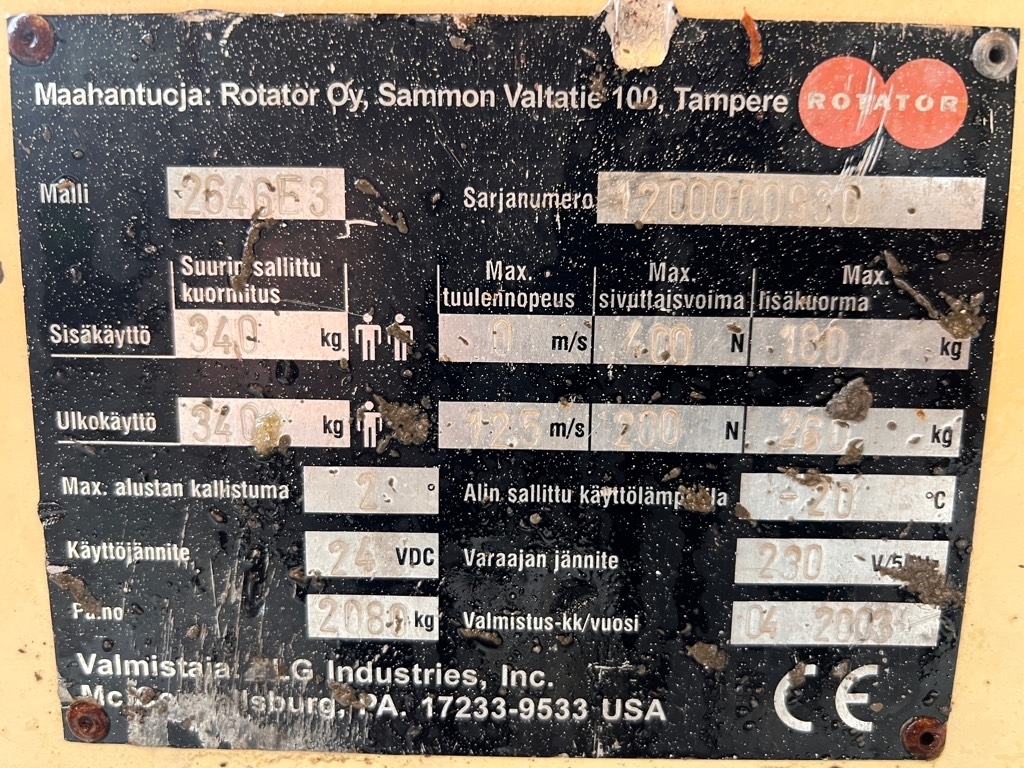 Maahantuoja: Rotator Oy, Sammon Valtatie 100, Tampere ROTATOR
Malli 2646E3 Sarjanumero
Suurin sallittu kuormitus Max. tuulennopeus Max. sivuttaisvoima Max. lisäkuorma
Sisäkäyttö 340 kg 0 m/s 400 N kg
Ulkokäyttö 340 kg 12.5 m/s 200 N 260 kg
Max. alustan kallistuma 2 ° Alin sallittu käyttölämpötila -20 °C
Käyttöjännite 24 VDC Varaajan jännite 230
Paino kg Valmistus-kk/vuosi 04 2003
Valmistaja JLG Industries, Inc.
PA. 17233-9533 USA CE